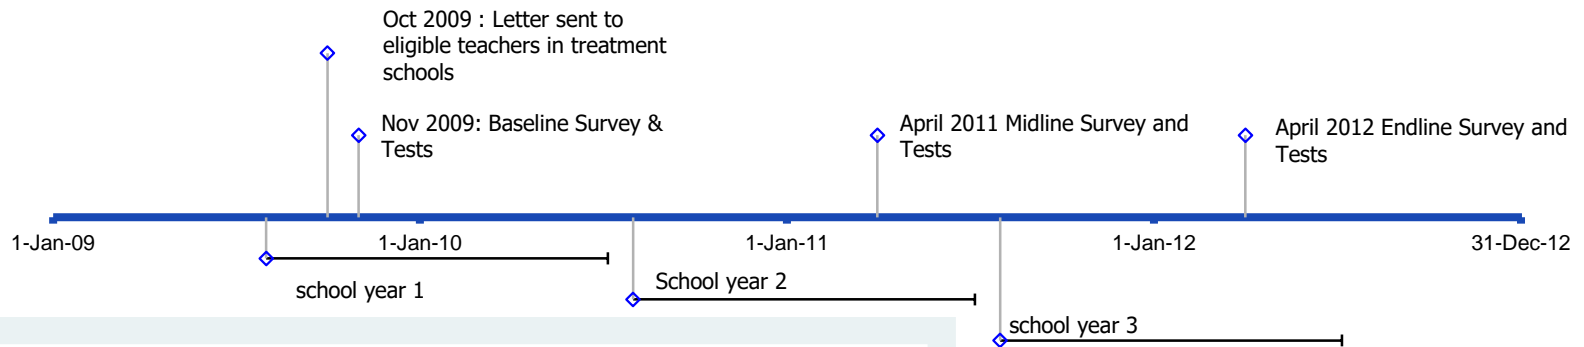 Oct 2009 : Letter sent to
eligible teachers in treatment
schools
Nov 2009: Baseline Survey &
Tests
April 2011 Midline Survey and
Tests
April 2012 Endline Survey and
Tests
1-Jan-09
1-Jan-10
1-Jan-11
1-Jan-12
31-Dec-12
school year 1
School year 2
school year 3